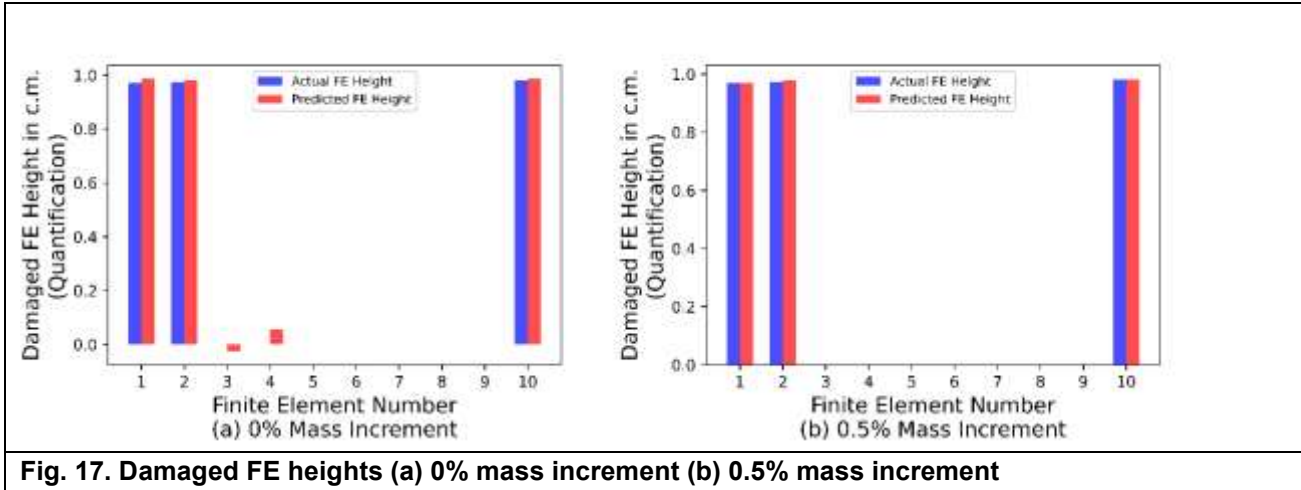 Damaged FE Height in c.m.
(Quantification)
1.0
0.8
0.6
0.4
0.2
0.0
Actual FE Height
Predicted FE Height
1 2 3 4 5 6 7 8 9 10
Finite Element Number
(a) 0% Mass Increment
Damaged FE Height in c.m.
(Quantification)
1.0
0.8
0.6
0.4
0.2
0.0
Actual FE Height
Predicted FE Height
1 2 3 4 5 6 7 8 9 10
Finite Element Number
(b) 0.5% Mass Increment
Fig. 17. Damaged FE heights (a) 0% mass increment (b) 0.5% mass increment